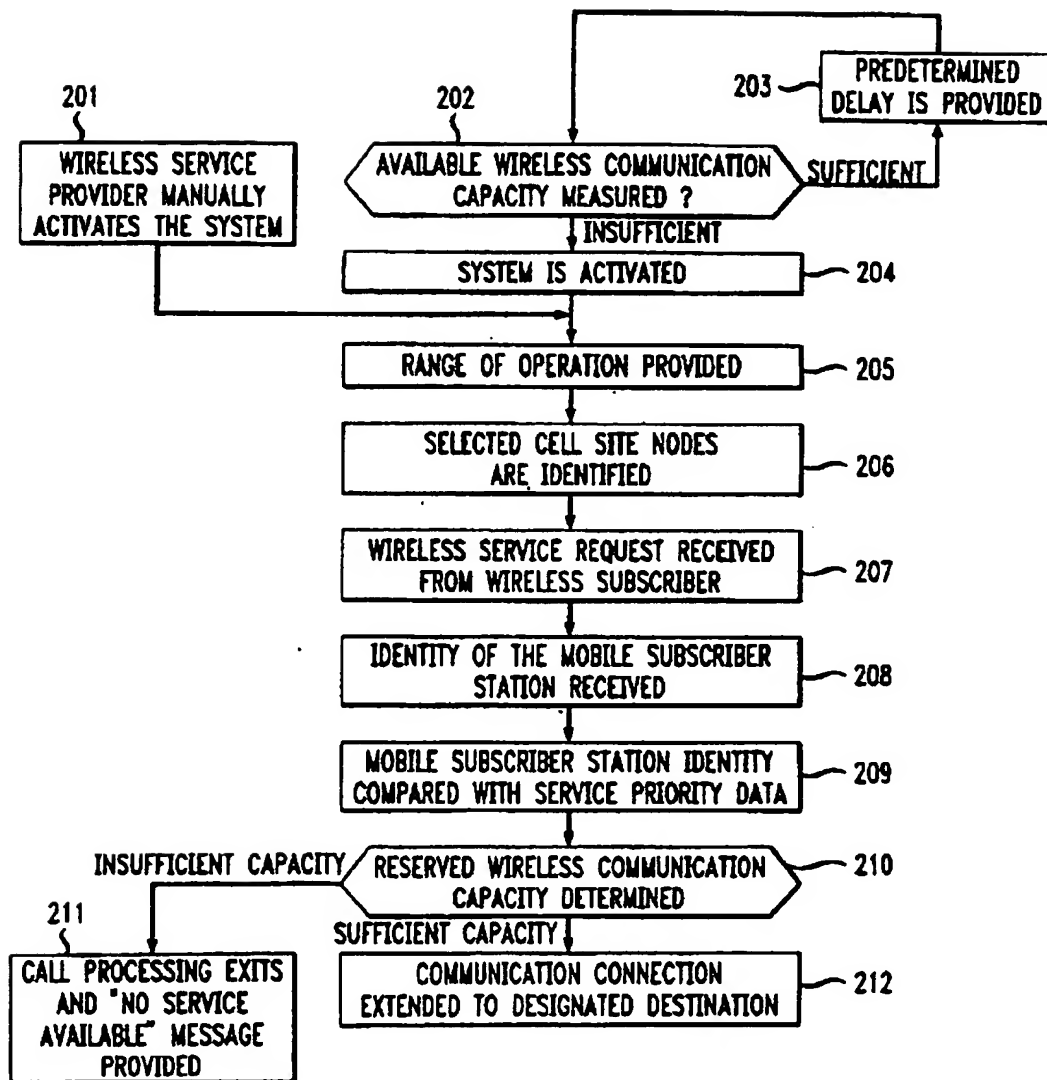 201
WIRELESS SERVICE
PROVIDER MANUALLY
ACTIVATES THE SYSTEM
202
AVAILABLE WIRELESS COMMUNICATION
CAPACITY MEASURED ?
SUFFICIENT
203
PREDETERMINED
DELAY IS PROVIDED
INSUFFICIENT
SYSTEM IS ACTIVATED
204
RANGE OF OPERATION PROVIDED
205
SELECTED CELL SITE NODES
ARE IDENTIFIED
206
WIRELESS SERVICE REQUEST RECEIVED
FROM WIRELESS SUBSCRIBER
207
IDENTITY OF THE MOBILE SUBSCRIBER
STATION RECEIVED
208
MOBILE SUBSCRIBER STATION IDENTITY
COMPARED WITH SERVICE PRIORITY DATA
209
INSUFFICIENT CAPACITY
RESERVED WIRELESS COMMUNICATION
CAPACITY DETERMINED
210
211
CALL PROCESSING EXITS
AND "NO SERVICE
AVAILABLE" MESSAGE
PROVIDED
SUFFICIENT CAPACITY
COMMUNICATION CONNECTION
EXTENDED TO DESIGNATED DESTINATION
212